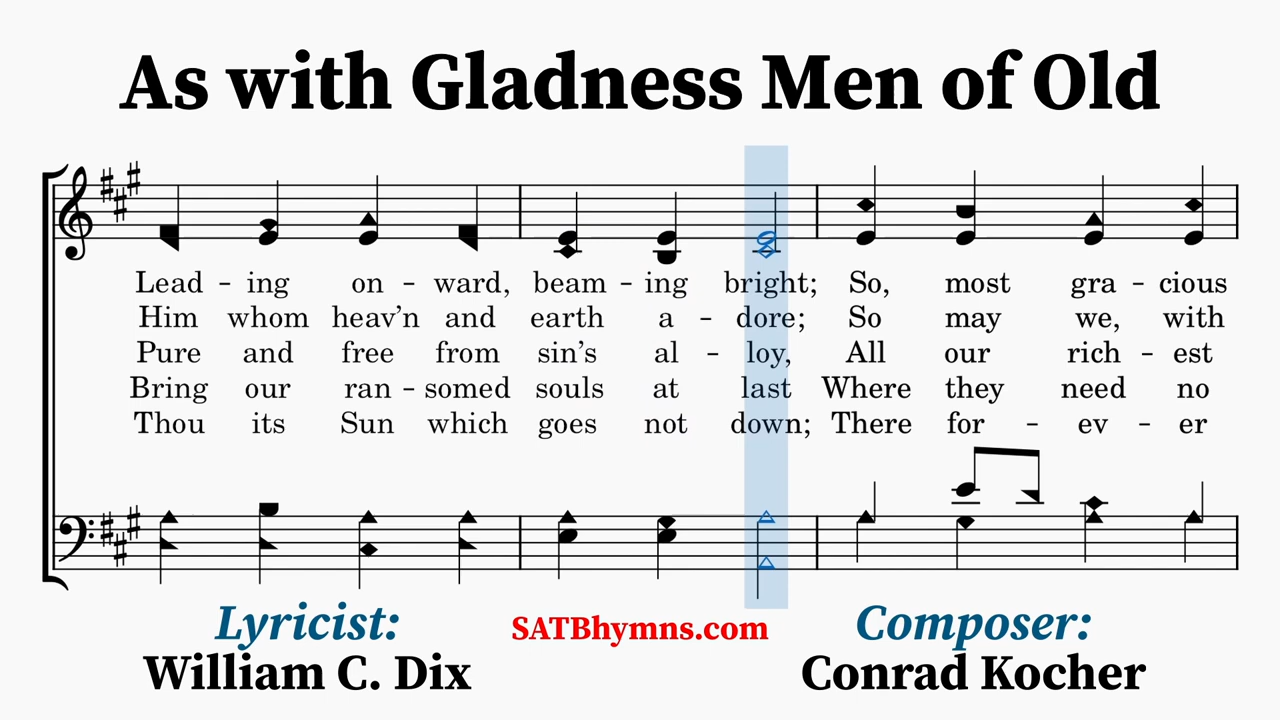 As with Gladness Men of Old
Lead - ing on - ward, beam - ing bright; So, most gra - cious
Him whom heav’n and earth a - dore; So may we, with
Pure and free from sin’s al - loy, All our rich - est
Bring our ran - somed souls at last Where they need no
Thou its Sun which goes not down; There for - ev - er
Lyricist:
William C. Dix
SATBhymns.com
Composer:
Conrad Kocher